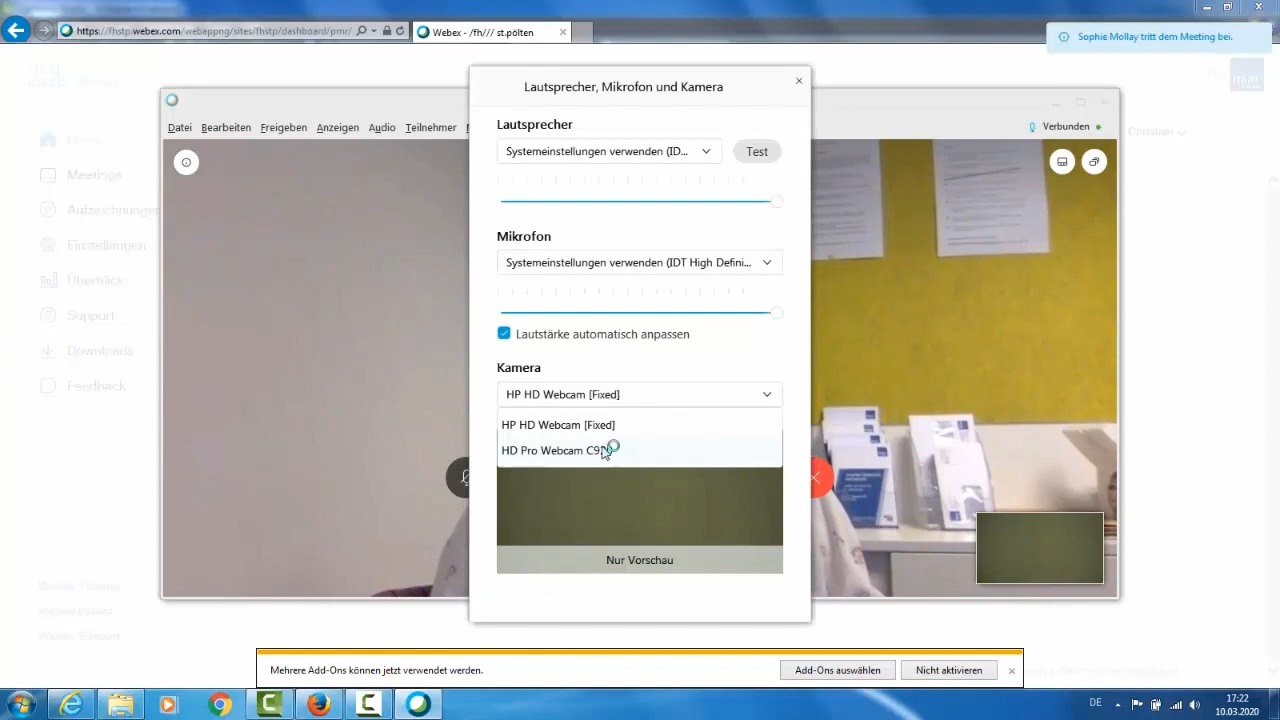 https://fhstp.webex.com/webappng/sites/fhstp/dashboard/pmr/
Webex - /fh/// st.pölten
Sophie Mollay tritt dem Meeting bei.
Lautsprecher, Mikrofon und Kamera
Datei Bearbeiten Freigeben Anzeigen Audio Teilnehmer
Verbunden
Lautsprecher
Systemeinstellungen verwenden (ID...
Test
Mikrofon
Systemeinstellungen verwenden (IDT High Defini...
Lautstärke automatisch anpassen
Kamera
HP HD Webcam [Fixed]
HP HD Webcam [Fixed]
HD Pro Webcam
Nur Vorschau
Home
Meetings
Aufzeichnungen
Einstellungen
Überblick
Support
Downloads
Feedback
Christian
Mehrere Add-Ons können jetzt verwendet werden.
Add-Ons auswählen
Nicht aktivieren
DE
17:22
10.03.2020